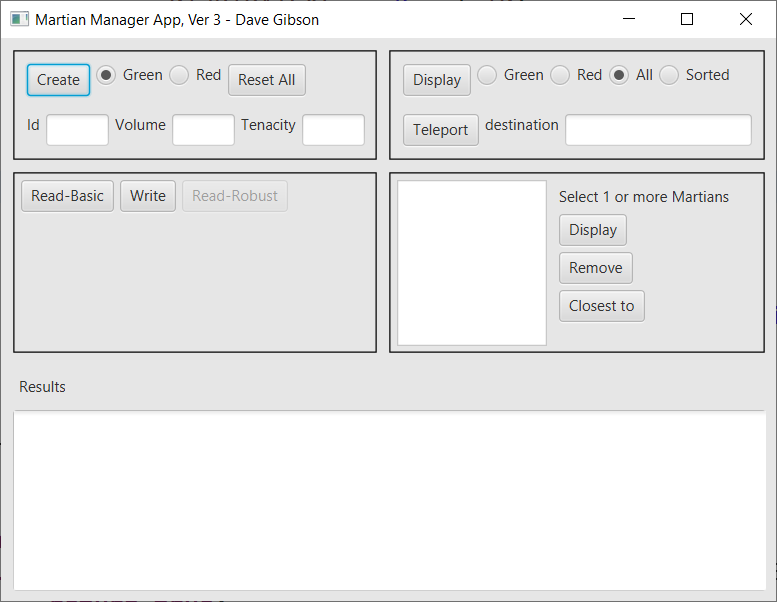 Martian Manager App, Ver 3 - Dave Gibson
Create Green Red Reset All
Id Volume Tenacity
Display Green Red All Sorted
Teleport destination
Read-Basic Write Read-Robust
Select 1 or more Martians
Display
Remove
Closest to
Results